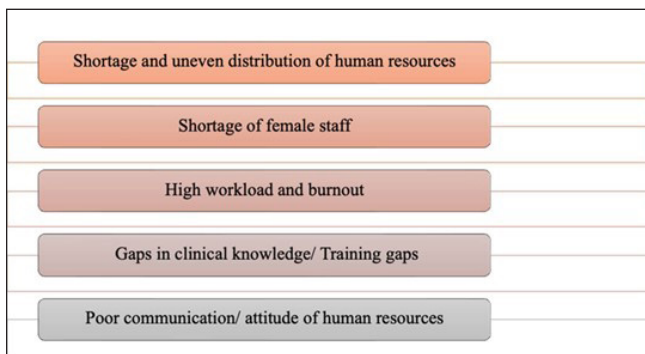 Shortage and uneven distribution of human resources
Shortage of female staff
High workload and burnout
Gaps in clinical knowledge/ Training gaps
Poor communication/ attitude of human resources